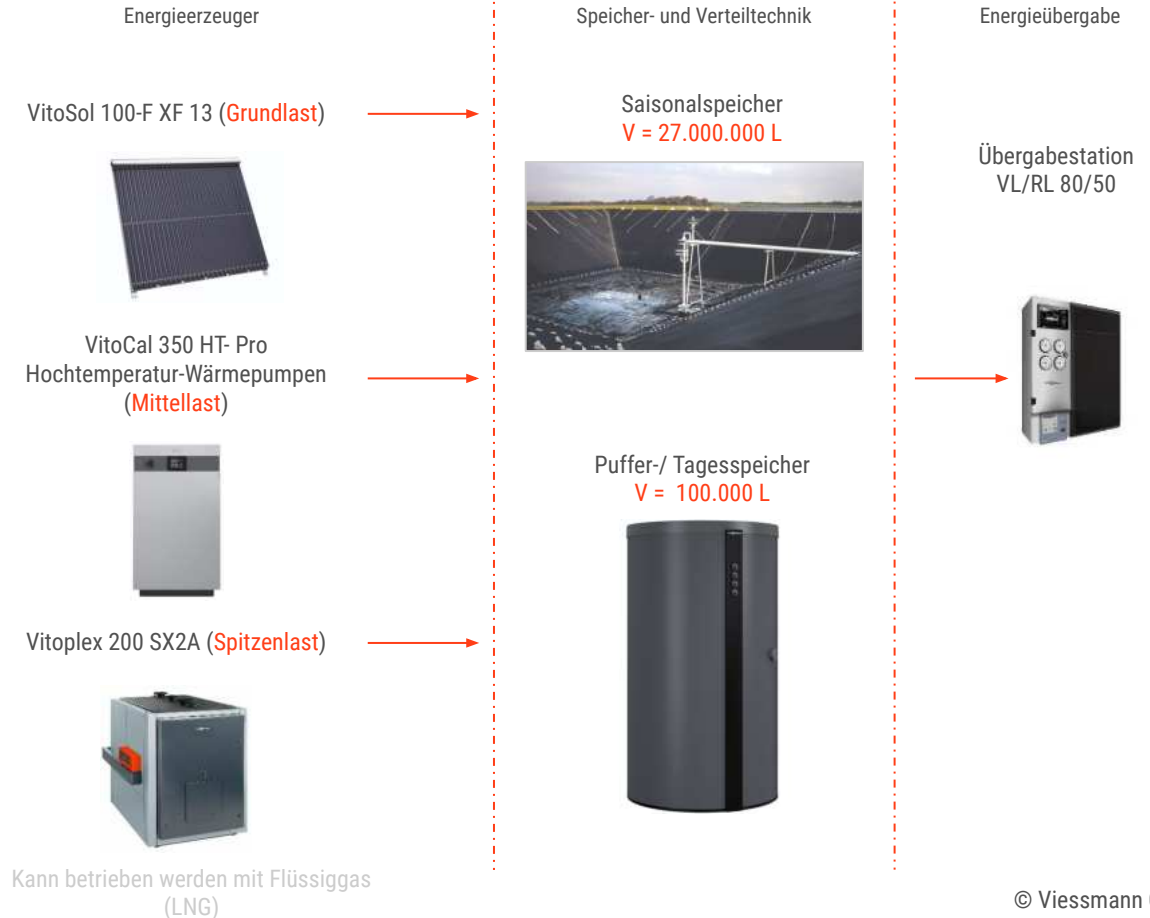 Energieerzeuger
Speicher- und Verteiltechnik
Energieübergabe
VitoSol 100-F XF 13 (Grundlast)
VitoCal 350 HT- Pro
Hochtemperatur-Wärmepumpen
(Mittellast)
Vitoplex 200 SX2A (Spitzenlast)
Kann betrieben werden mit Flüssiggas
(LNG)
Saisonalspeicher
V = 27.000.000 L
Puffer-/ Tagesspeicher
V = 100.000 L
Übergabestation
VL/RL 80/50
© Viessmann